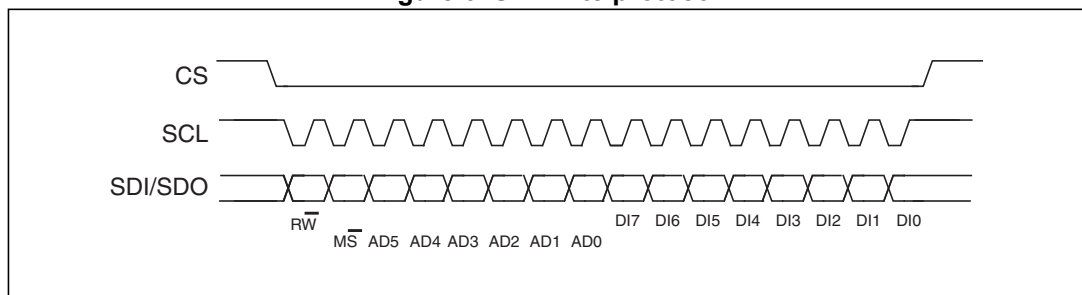 CS
SCL
SDI/SDO
RW̅ DI7 DI6 DI5 DI4 DI3 DI2 DI1 DI0
MS̅ AD5 AD4 AD3 AD2 AD1 AD0